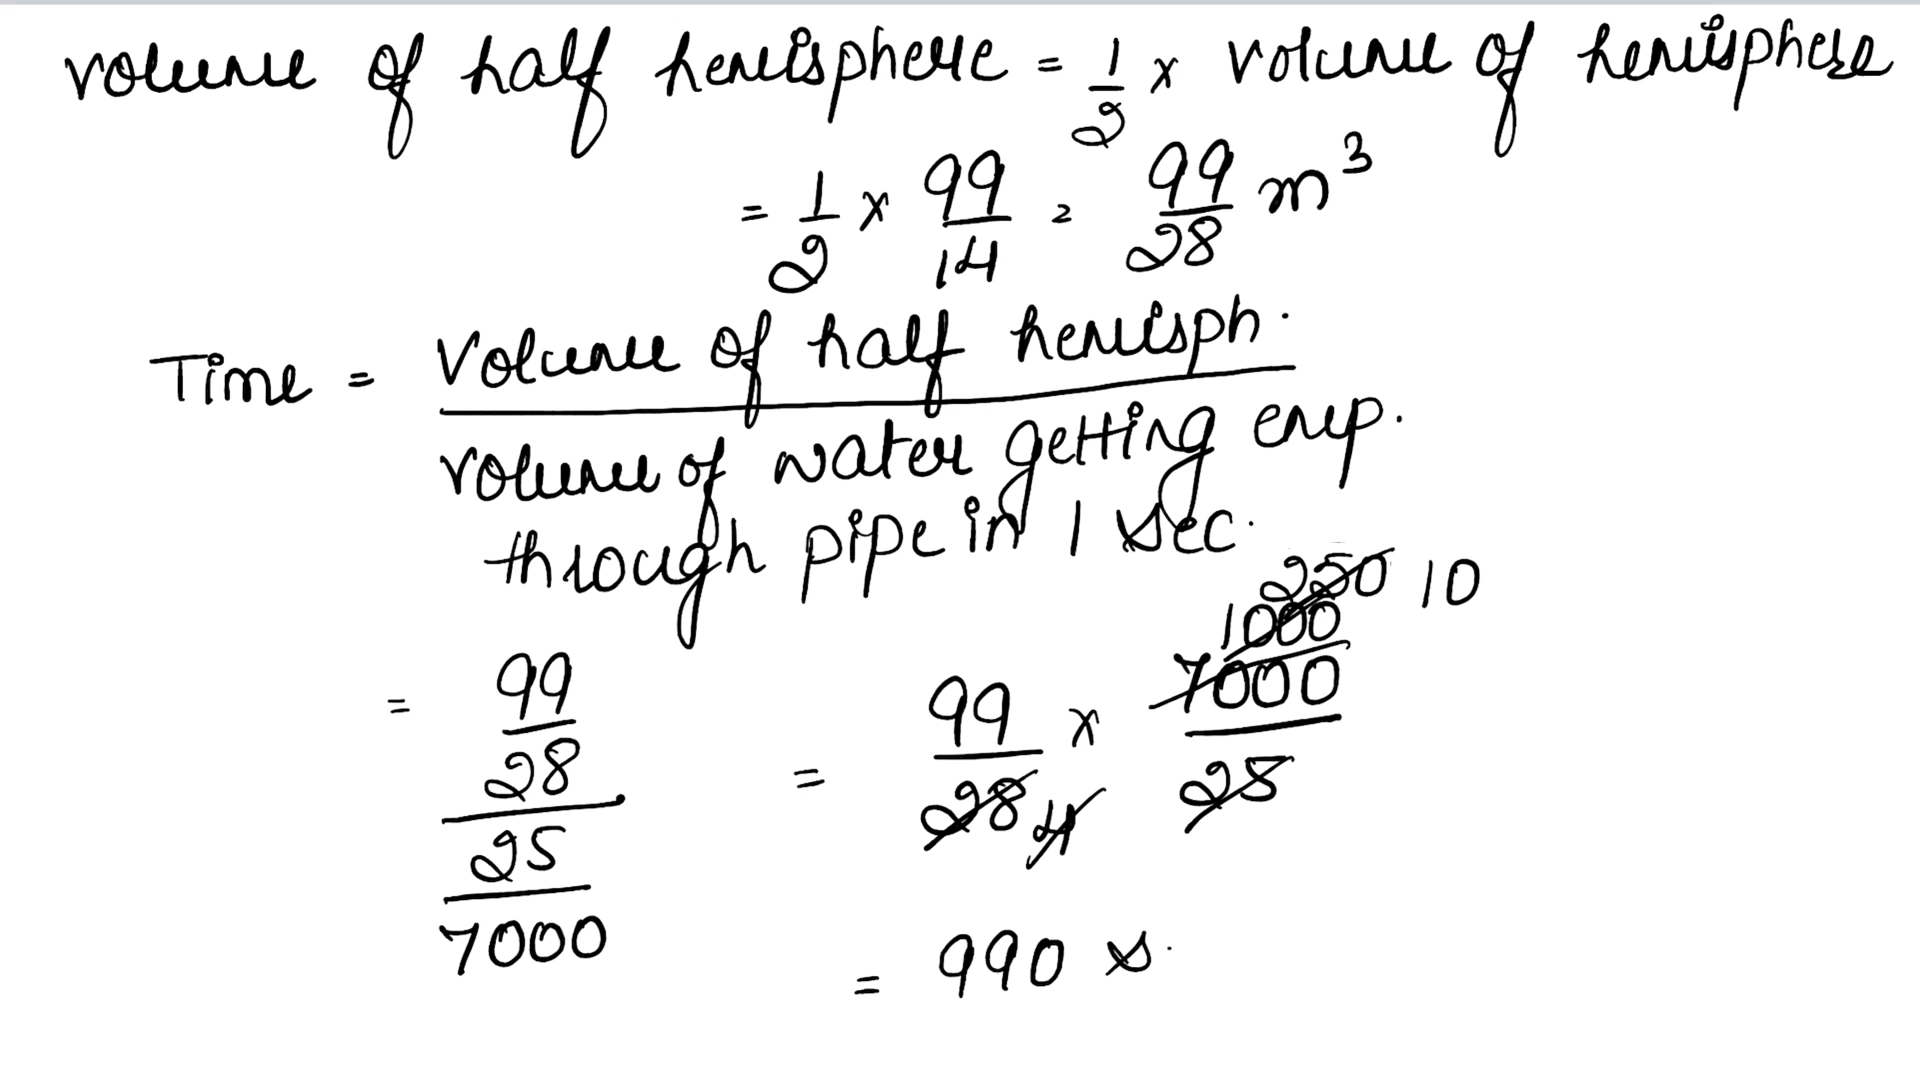 volume of half hemisphere = 1/2 x volume of hemisphere
= 1/2 x 99/14 = 99/28 m³
Time = Volume of half hemisph.
volume of water getting emp.
through pipe in 1 sec.
250 10
1000
= 99/28 = 99/28 4 x 7000/25
25/7000
= 990 s.